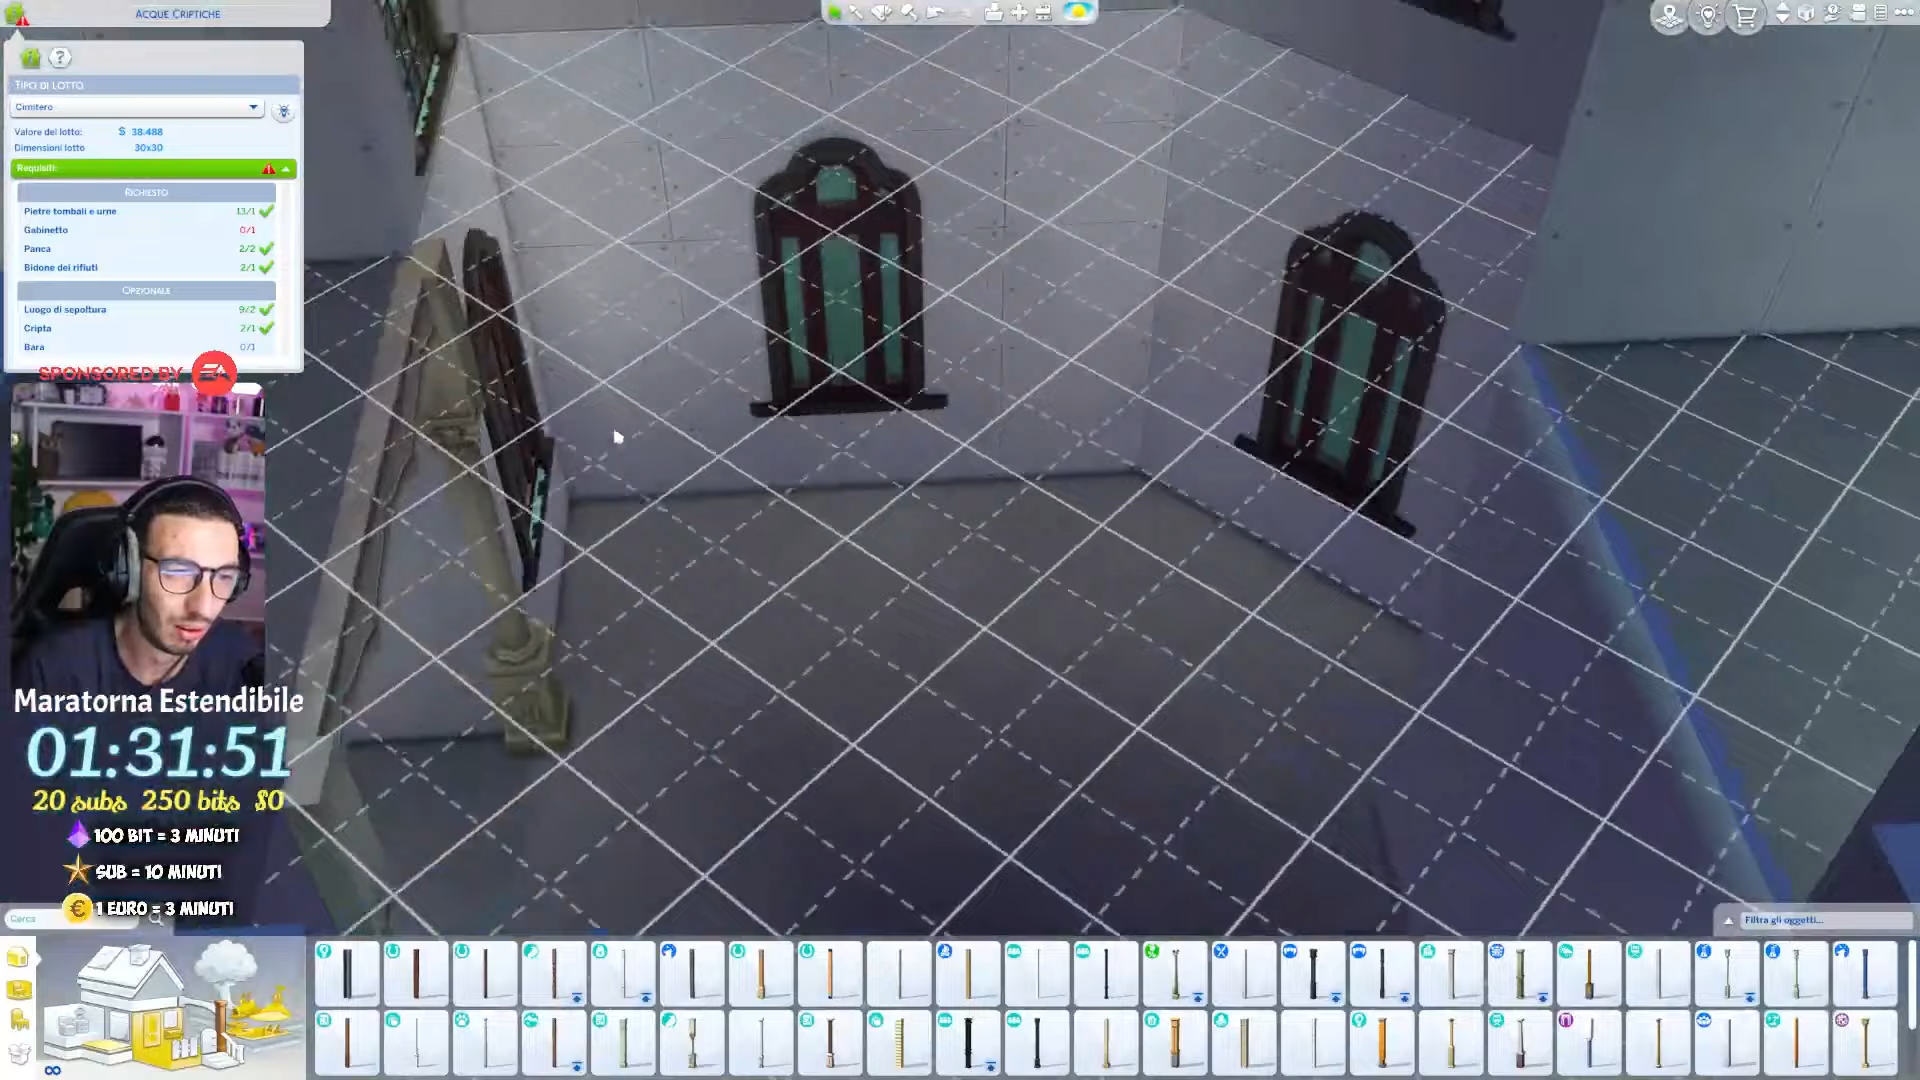 ACQUE CRIPTICHE
TIPO DI LOTTO
Cimitero
Valore del lotto: $ 38.488
Dimensioni lotto 30x30
Requisiti:
RICHIESTO
Pietre tombali e urne 13/1
Gabinetto 0/1
Panca 2/2
Bidone dei rifiuti 2/1
OPZIONALE
Luogo di sepoltura 9/2
Cripta 2/1
Bara 0/1
SPONSORED BY EA
Maratorna Estendibile
01:31:51
20 subs 250 bits $0
100 BIT = 3 MINUTI
SUB = 10 MINUTI
€ 1 EURO = 3 MINUTI
Cerca
Filtra gli oggetti...